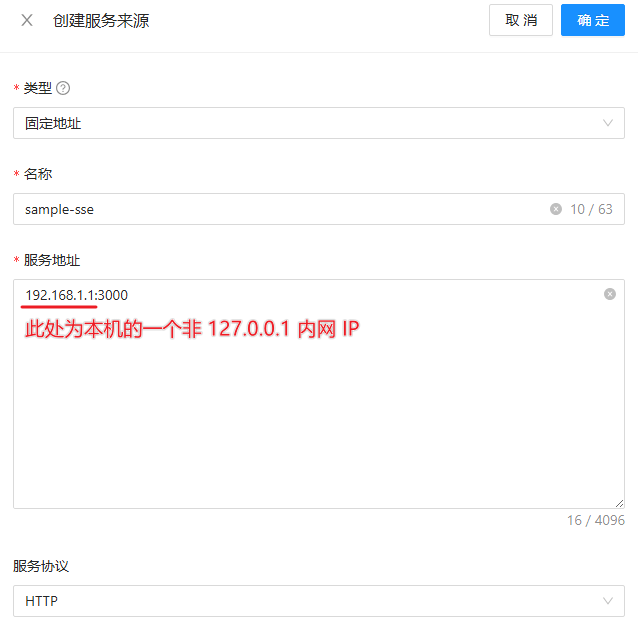 创建服务来源
取 消
确 定
* 类型
固定地址
* 名称
sample-sse
10 / 63
* 服务地址
192.168.1.1:3000
此处为本机的一个非 127.0.0.1 内网 IP
16 / 4096
服务协议
HTTP